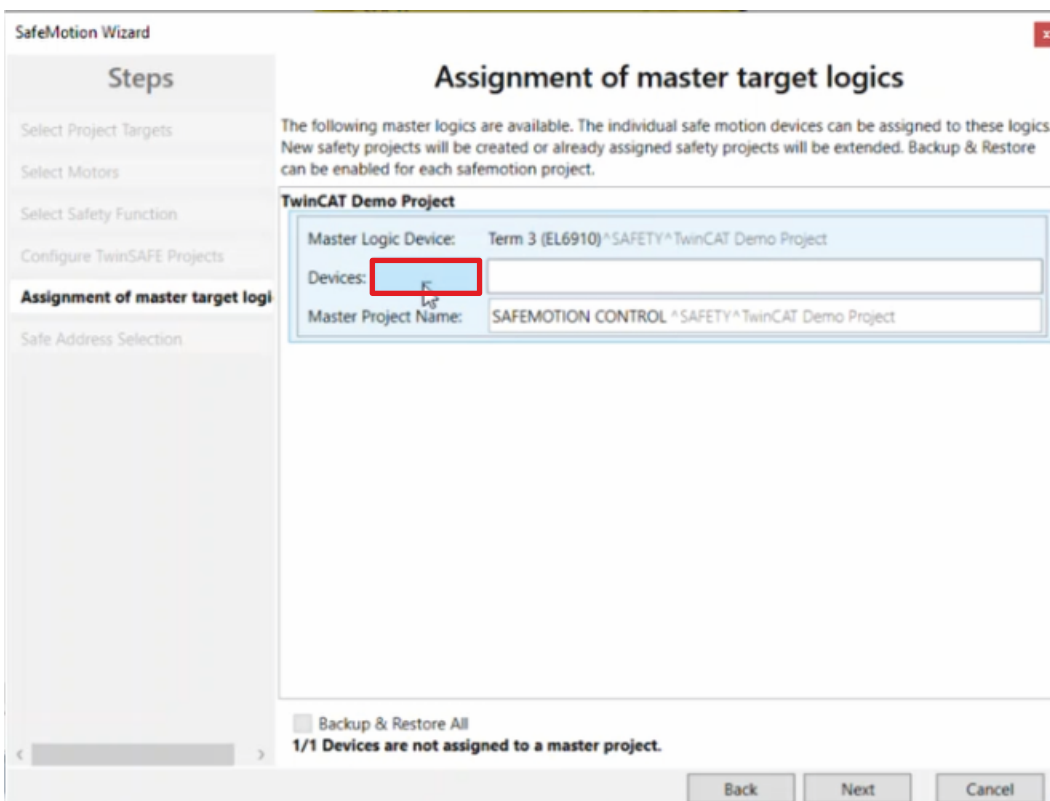 SafeMotion Wizard
x
Steps
Select Project Targets
Select Motors
Select Safety Function
Configure TwinSAFE Projects
Assignment of master target logi
Safe Address Selection
Assignment of master target logics
The following master logics are available. The individual safe motion devices can be assigned to these logics
New safety projects will be created or already assigned safety projects will be extended. Backup & Restore
can be enabled for each safemotion project.
TwinCAT Demo Project
Master Logic Device: Term 3 (EL6910)^SAFETY^TwinCAT Demo Project
Devices:
Master Project Name: SAFEMOTION CONTROL ^SAFETY^TwinCAT Demo Project
Backup & Restore All
1/1 Devices are not assigned to a master project.
Back Next Cancel